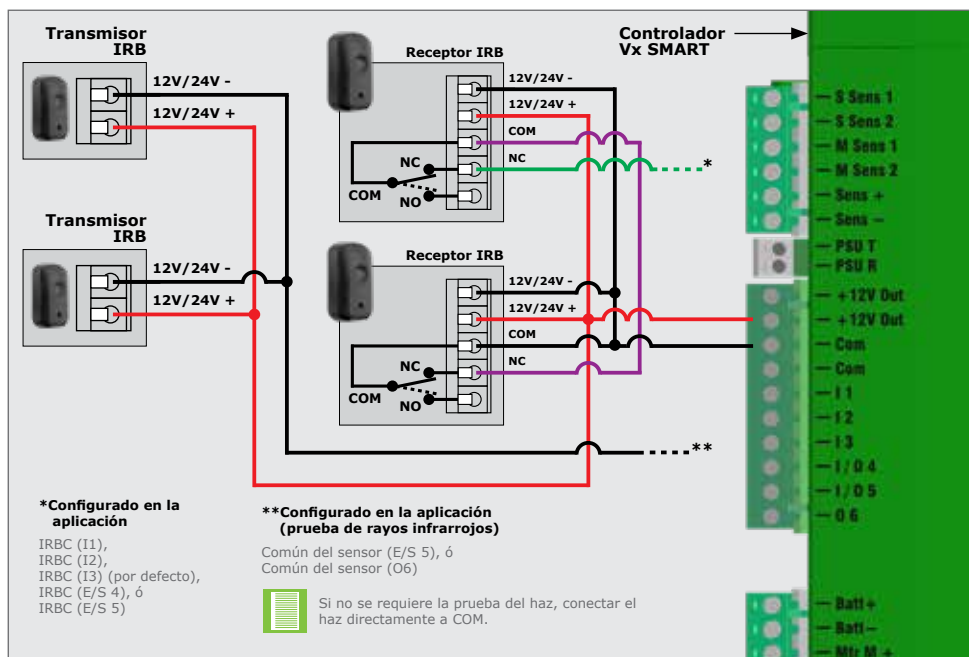 Transmisor
IRB
12V/24V -
12V/24V +
Transmisor
IRB
12V/24V -
12V/24V +
Receptor IRB
12V/24V -
12V/24V +
COM
NC
NC
COM
NO
*
Receptor IRB
12V/24V -
12V/24V +
COM
NC
NC
COM
NO
**
Controlador
Vx SMART
S Sens 1
S Sens 2
M Sens 1
M Sens 2
Sens +
Sens -
PSU T
PSU R
+12V Out
+12V Out
Com
Com
I 1
I 2
I 3
I / O 4
I / O 5
O 6
Batt+
Batt-
Mtr M +
*Configurado en la
aplicación
IRBC (I1),
IRBC (I2),
IRBC (I3) (por defecto),
IRBC (E/S 4), ó
IRBC (E/S 5)
**Configurado en la aplicación
(prueba de rayos infrarrojos)
Común del sensor (E/S 5), ó
Común del sensor (O6)
Si no se requiere la prueba del haz, conectar el
haz directamente a COM.